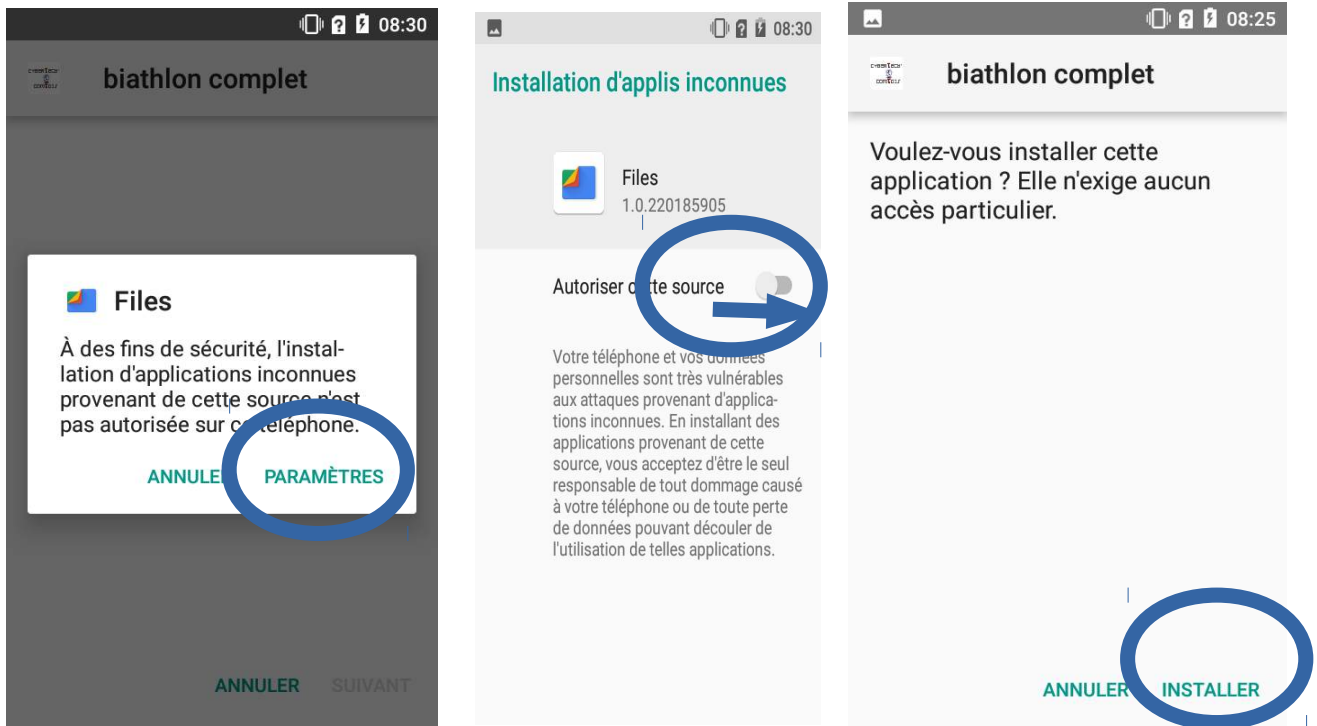 08:30
biathlon complet
Files
À des fins de sécurité, l'instal-
lation d'applications inconnues
provenant de cette source n'est
pas autorisée sur ce téléphone.
ANNULER PARAMÈTRES
ANNULER SUIVANT
08:30
Installation d'applis inconnues
Files
1.0.220185905
Autoriser cette source
Votre téléphone et vos données
personnelles sont très vulnérables
aux attaques provenant d'applica-
tions inconnues. En installant des
applications provenant de cette
source, vous acceptez d'être le seul
responsable de tout dommage causé
à votre téléphone ou de toute perte
de données pouvant découler de
l'utilisation de telles applications.
08:25
biathlon complet
Voulez-vous installer cette
application ? Elle n'exige aucun
accès particulier.
ANNULER INSTALLER